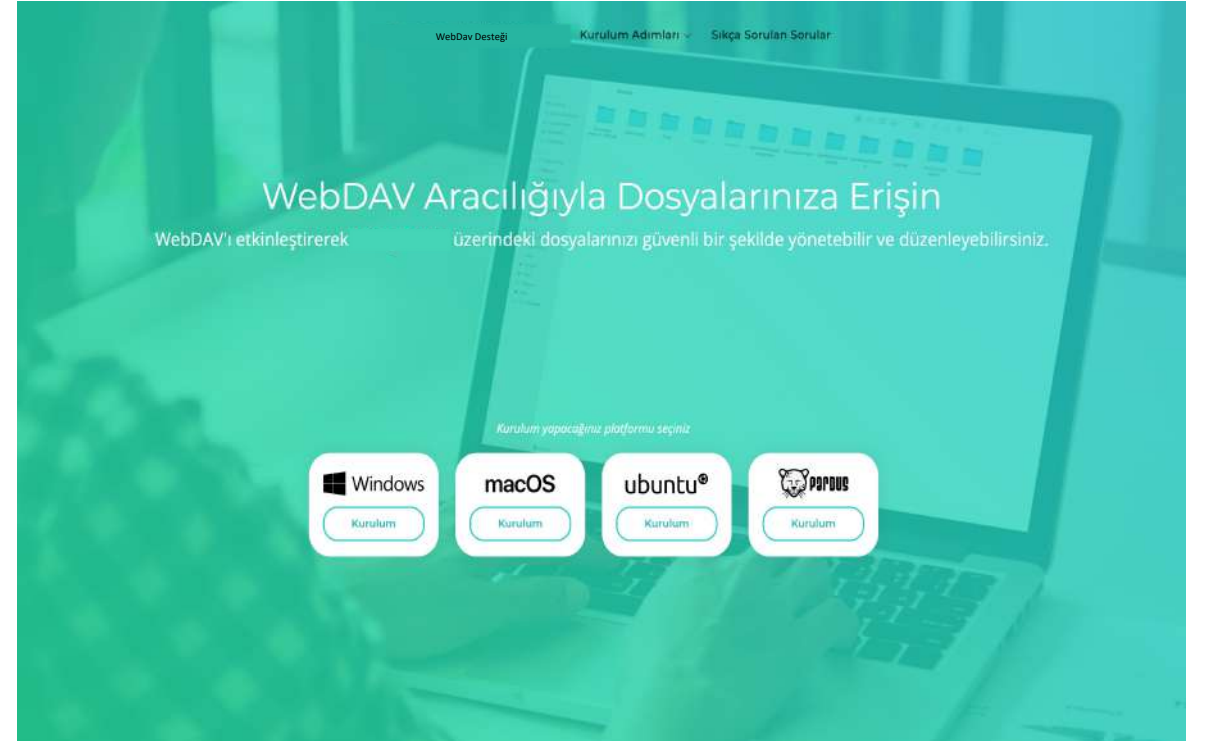 WebDav Desteği Kurulum Adımları Sıkça Sorulan Sorular
WebDAV Aracılığıyla Dosyalarınıza Erişin
WebDAV'ı etkinleştirerek üzerindeki dosyalarınızı güvenli bir şekilde yönetebilir ve düzenleyebilirsiniz.
Kurulum yapacağınız platformu seçiniz
Windows macOS ubuntu® PARDUS
Kurulum Kurulum Kurulum Kurulum